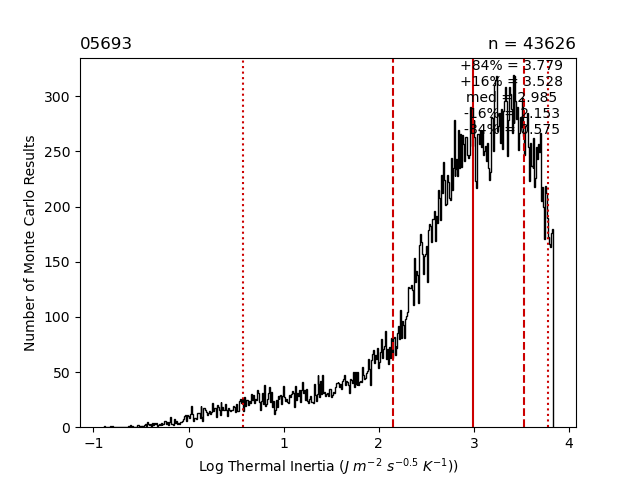 05693
n = 43626
+84% = 3.779
+16% = 3.528
med = 2.985
-16% = 2.153
-84% = 0.575
300
250
200
150
100
50
0
Number of Monte Carlo Results
−1 0 1 2 3 4
Log Thermal Inertia (J m⁻² s⁻⁰·⁵ K⁻¹))